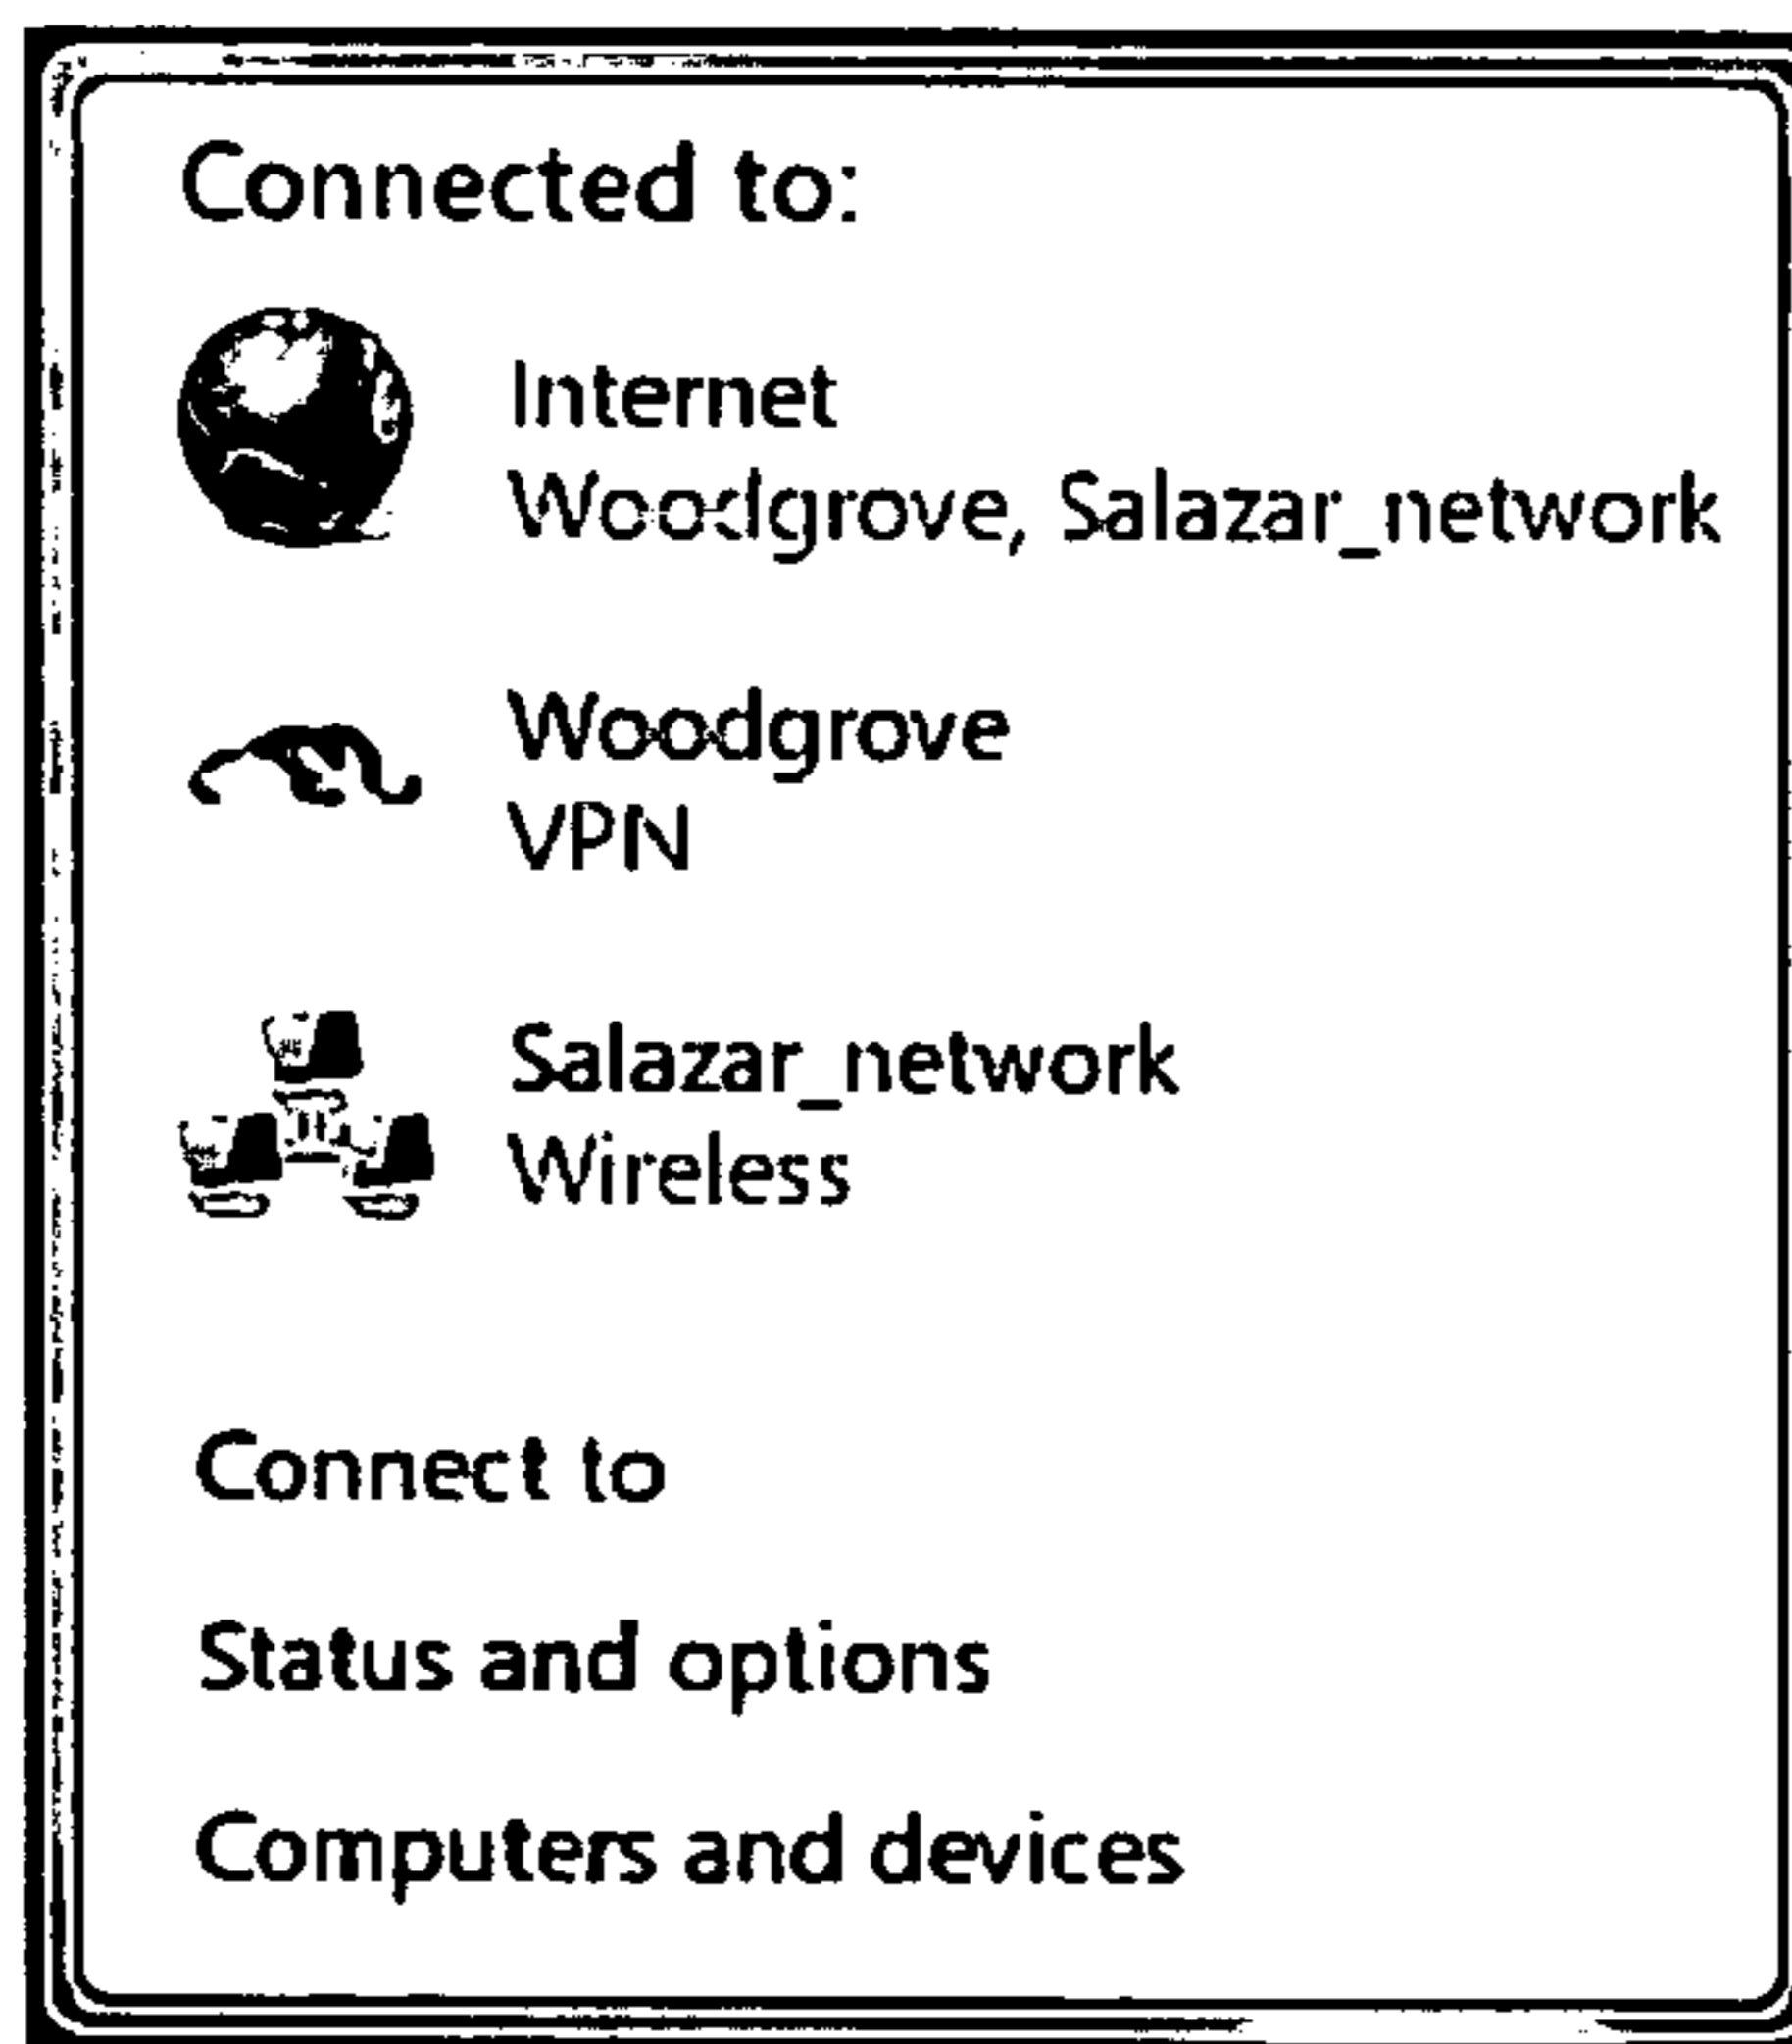 Connected to:
Internet
Woodgrove, Salazar_network
Woodgrove
VPN
Salazar_network
Wireless
Connect to
Status and options
Computers and devices